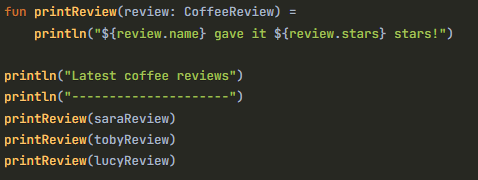 fun printReview(review: CoffeeReview) =
    println("${review.name} gave it ${review.stars} stars!")

println("Latest coffee reviews")
println("---------------------")
printReview(saraReview)
printReview(tobyReview)
printReview(lucyReview)